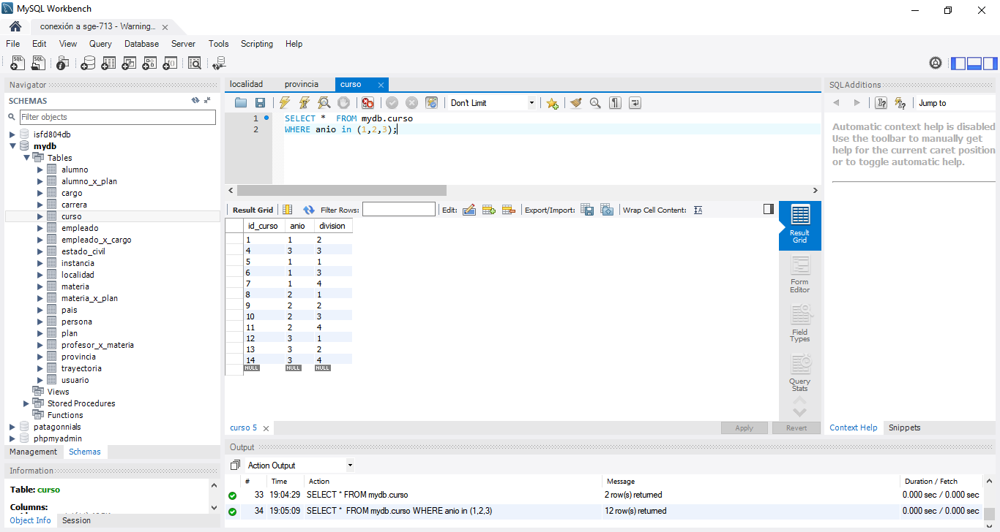 MySQL Workbench
conexión a sge-713 - Warning...
File Edit View Query Database Server Tools Scripting Help
Navigator
SCHEMAS
Filter objects
isfd804db
mydb
Tables
alumno
alumno_x_plan
cargo
carrera
curso
empleado
empleado_x_cargo
estado_civil
instancia
localidad
materia
materia_x_plan
pais
persona
plan
profesor_x_materia
provincia
trayectoria
usuario
Views
Stored Procedures
Functions
patagonnials
phpmyadmin
Management Schemas
Information
Table: curso
Columns:
Object Info Session
localidad provincia curso
Don't Limit
1 SELECT * FROM mydb.curso
2 WHERE anio in (1,2,3);
Result Grid Filter Rows: Edit: Export/Import: Wrap Cell Content:
id_curso anio division
1 1 2
4 3 3
5 1 1
6 1 3
7 1 4
8 2 1
9 2 2
10 2 3
11 2 4
12 3 1
13 3 2
14 3 4
NULL NULL NULL
Result
Grid
Form
Editor
Field
Types
Query
Stats
curso 5
Apply Revert
SQLAdditions
Jump to
Automatic context help is disabled
Use the toolbar to manually get
help for the current caret position
or to toggle automatic help.
Context Help Snippets
Output
Action Output
# Time Action Message Duration / Fetch
33 19:04:29 SELECT * FROM mydb.curso 2 row(s) returned 0.000 sec / 0.000 sec
34 19:05:09 SELECT * FROM mydb.curso WHERE anio in (1,2,3) 12 row(s) returned 0.000 sec / 0.000 sec